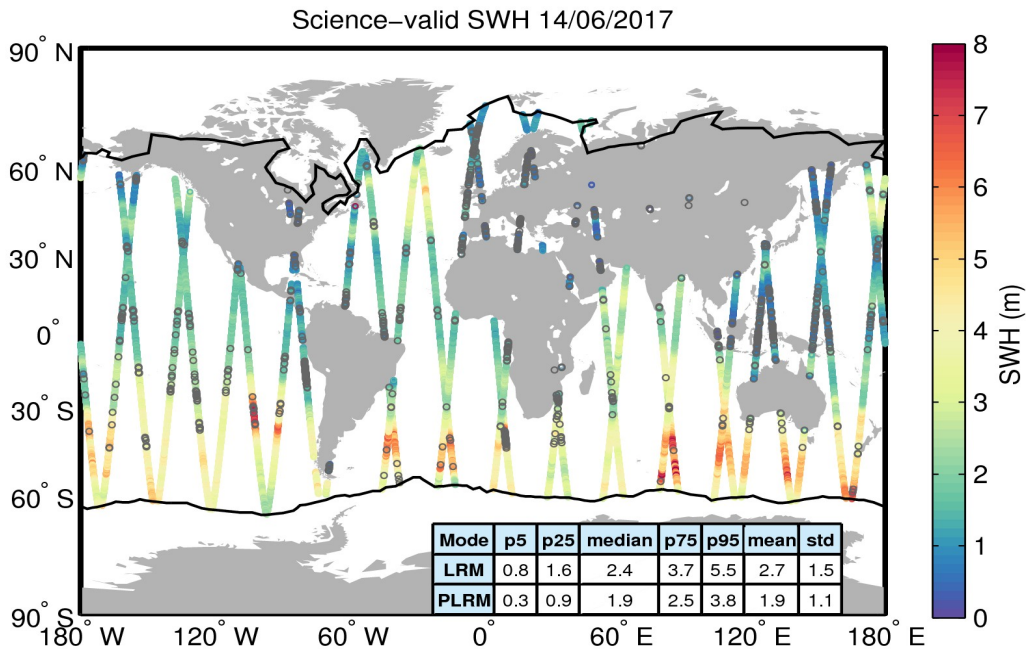 Science−valid SWH 14/06/2017
90° N
60° N
30° N
0°
30° S
60° S
90° S
180° W
120° W
60° W
0°
60° E
120° E
180° E
Mode p5 p25 median p75 p95 mean std
LRM 0.8 1.6 2.4 3.7 5.5 2.7 1.5
PLRM 0.3 0.9 1.9 2.5 3.8 1.9 1.1
8
7
6
5
4
3
2
1
0
SWH (m)